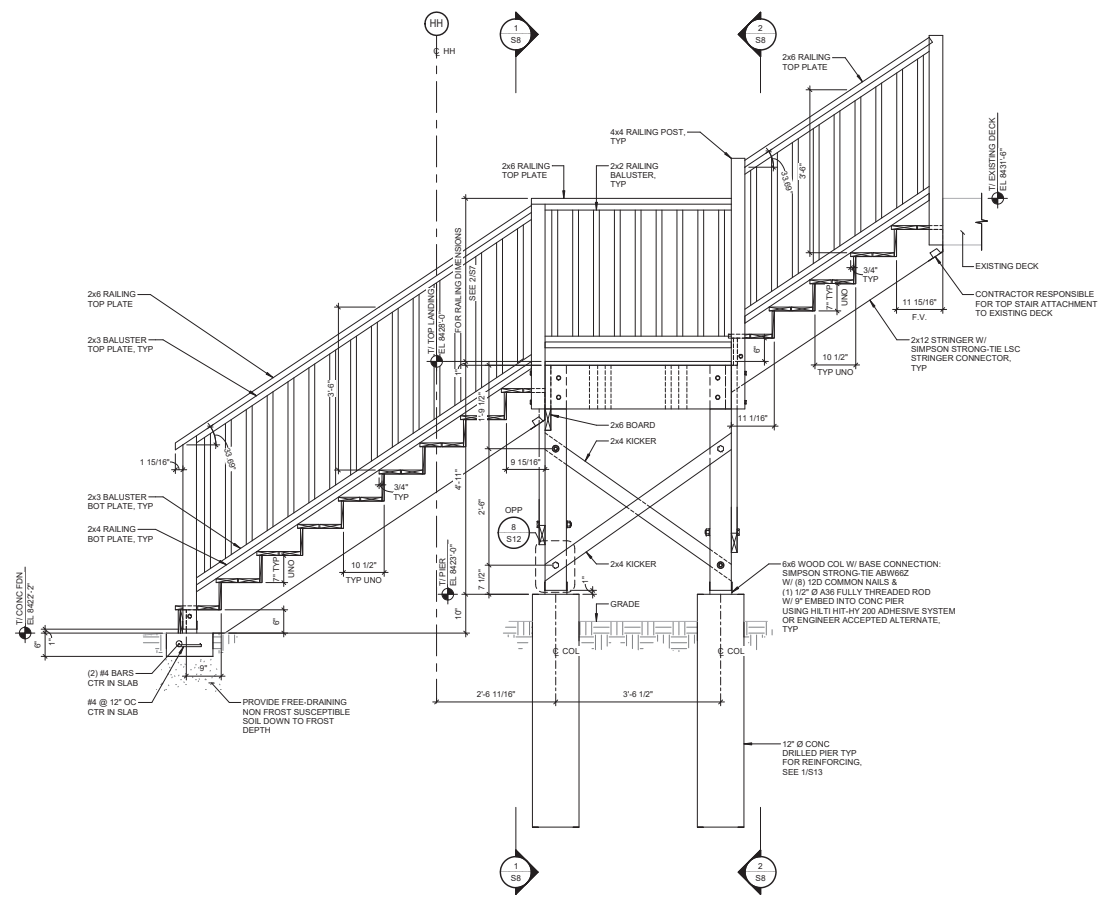 HH
1
S8
2
S8
℄ HH
2x6 RAILING
TOP PLATE
4x4 RAILING POST,
TYP
2x6 RAILING
TOP PLATE
2x2 RAILING
BALUSTER,
TYP
33.69°
3'-6"
T/ EXISTING DECK
EL 8431'-6"
EXISTING DECK
3/4"
TYP
7" TYP
UNO
11 15/16"
F.V.
CONTRACTOR RESPONSIBLE
FOR TOP STAIR ATTACHMENT
TO EXISTING DECK
2x12 STRINGER W/
SIMPSON STRONG-TIE LSC
STRINGER CONNECTOR,
TYP
10 1/2"
TYP UNO
6"
11 1/16"
FOR RAILING DIMENSIONS
SEE 2/S7
T/ TOP LANDING
EL 8428'-0"
1"
2x6 RAILING
TOP PLATE
2x3 BALUSTER
TOP PLATE, TYP
3'-6"
33.69°
1 15/16"
2x3 BALUSTER
BOT PLATE, TYP
2x4 RAILING
BOT PLATE, TYP
3/4"
TYP
10 1/2"
TYP UNO
7" TYP
UNO
6"
9 1/2"
4'-11"
2'-6"
7 1/2"
10"
9 15/16"
2x6 BOARD
2x4 KICKER
OPP
8
S12
2x4 KICKER
1"
T/ PIER
EL 8423'-0"
GRADE
6x6 WOOD COL W/ BASE CONNECTION:
SIMPSON STRONG-TIE ABW66Z
W/ (8) 12D COMMON NAILS &
(1) 1/2" Ø A36 FULLY THREADED ROD
W/ 9" EMBED INTO CONC PIER
USING HILTI HIT-HY 200 ADHESIVE SYSTEM
OR ENGINEER ACCEPTED ALTERNATE,
TYP
T/ CONC FDN
EL 8422'-2"
6"
1"
(2) #4 BARS
CTR IN SLAB
#4 @ 12" OC
CTR IN SLAB
9"
PROVIDE FREE-DRAINING
NON FROST SUSCEPTIBLE
SOIL DOWN TO FROST
DEPTH
℄ COL
℄ COL
2'-6 11/16"
3'-6 1/2"
12" Ø CONC
DRILLED PIER TYP
FOR REINFORCING,
SEE 1/S13
1
S8
2
S8